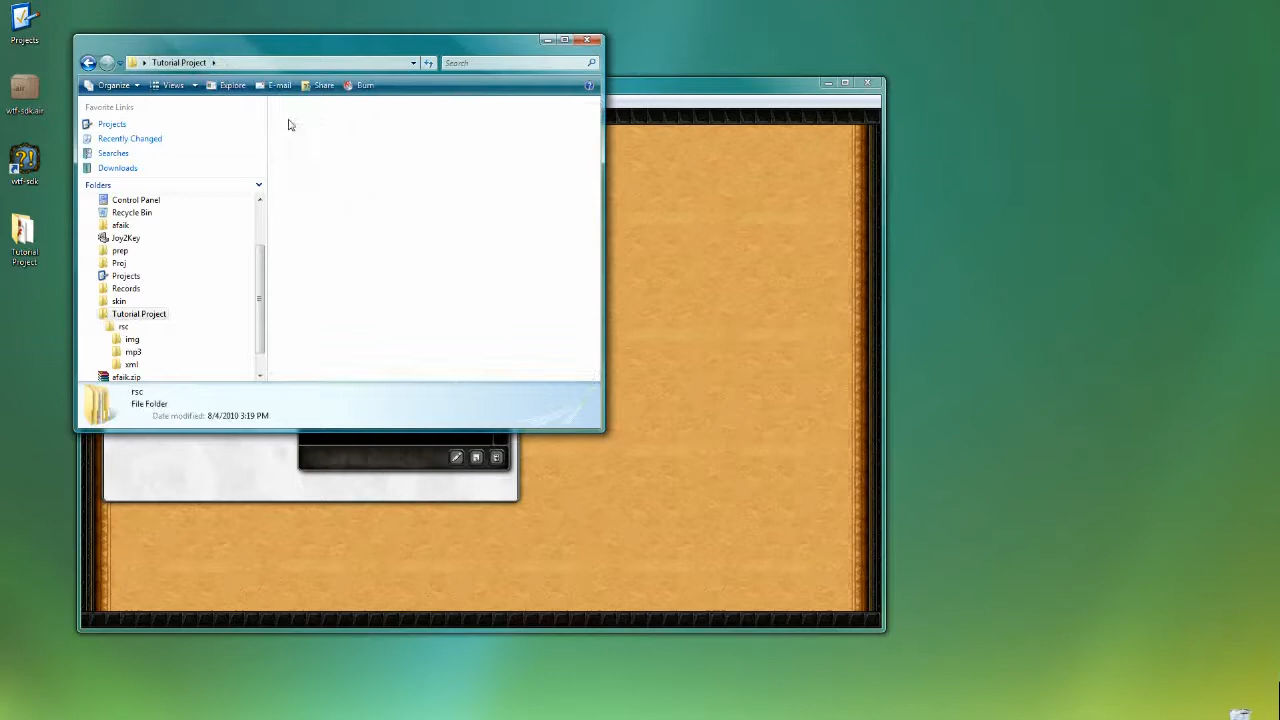 Projects
wtf-sdk.air
wtf-sdk
Tutorial
Project
Tutorial Project
Search
Organize Views Explore E-mail Share Burn
Favorite Links
Projects
Recently Changed
Searches
Downloads
Folders
Control Panel
Recycle Bin
afaik
Joy2Key
prep
Proj
Projects
Records
skin
Tutorial Project
rsc
img
mp3
xml
afaik.zip
rsc
File Folder
Date modified: 8/4/2010 3:19 PM